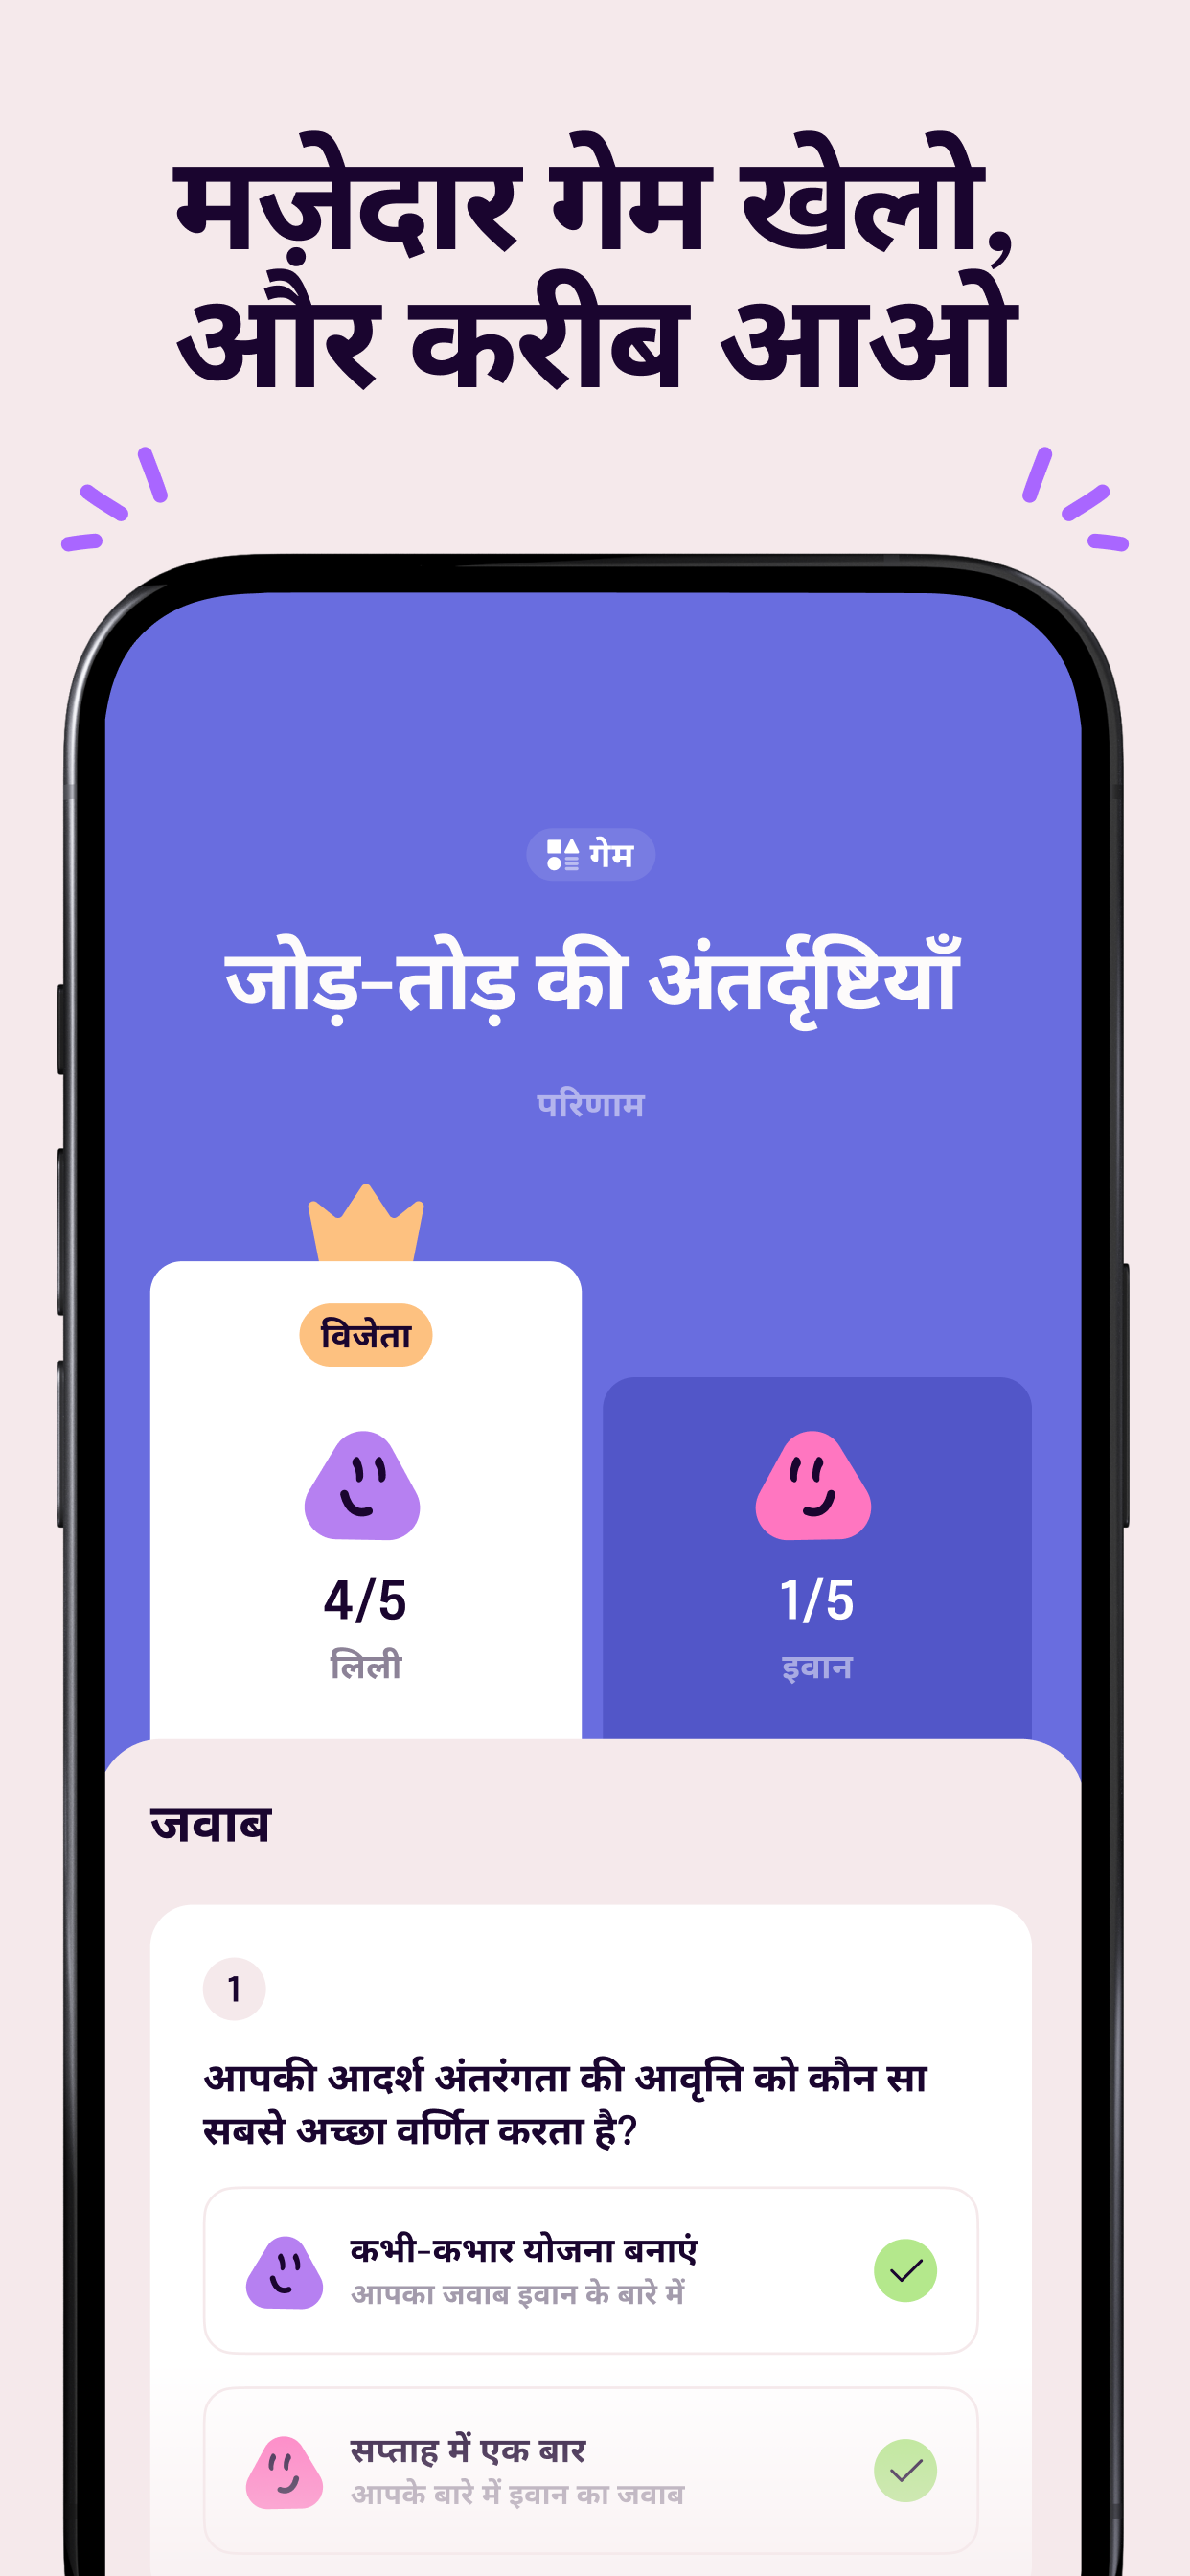 मज़ेदार गेम खेलो,
और करीब आओ
गेम
जोड़-तोड़ की अंतर्दृष्टियाँ
परिणाम
विजेता
4/5
लिली
1/5
इवान
जवाब
1
आपकी आदर्श अंतरंगता की आवृत्ति को कौन सा
सबसे अच्छा वर्णित करता है?
कभी-कभार योजना बनाएं
आपका जवाब इवान के बारे में
सप्ताह में एक बार
आपके बारे में इवान का जवाब